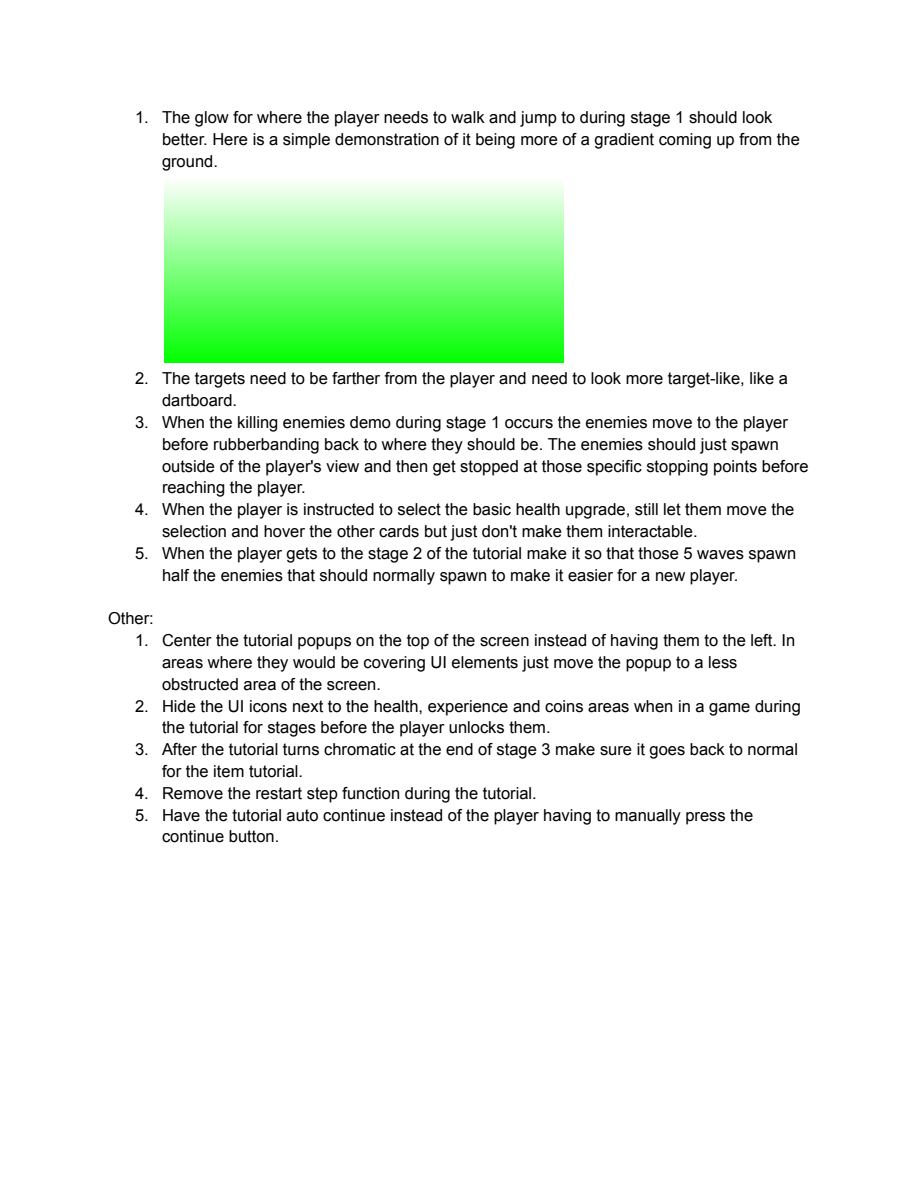 1. The glow for where the player needs to walk and jump to during stage 1 should look
better. Here is a simple demonstration of it being more of a gradient coming up from the
ground.
2. The targets need to be farther from the player and need to look more target-like, like a
dartboard.
3. When the killing enemies demo during stage 1 occurs the enemies move to the player
before rubberbanding back to where they should be. The enemies should just spawn
outside of the player's view and then get stopped at those specific stopping points before
reaching the player.
4. When the player is instructed to select the basic health upgrade, still let them move the
selection and hover the other cards but just don't make them interactable.
5. When the player gets to the stage 2 of the tutorial make it so that those 5 waves spawn
half the enemies that should normally spawn to make it easier for a new player.
Other:
1. Center the tutorial popups on the top of the screen instead of having them to the left. In
areas where they would be covering UI elements just move the popup to a less
obstructed area of the screen.
2. Hide the UI icons next to the health, experience and coins areas when in a game during
the tutorial for stages before the player unlocks them.
3. After the tutorial turns chromatic at the end of stage 3 make sure it goes back to normal
for the item tutorial.
4. Remove the restart step function during the tutorial.
5. Have the tutorial auto continue instead of the player having to manually press the
continue button.